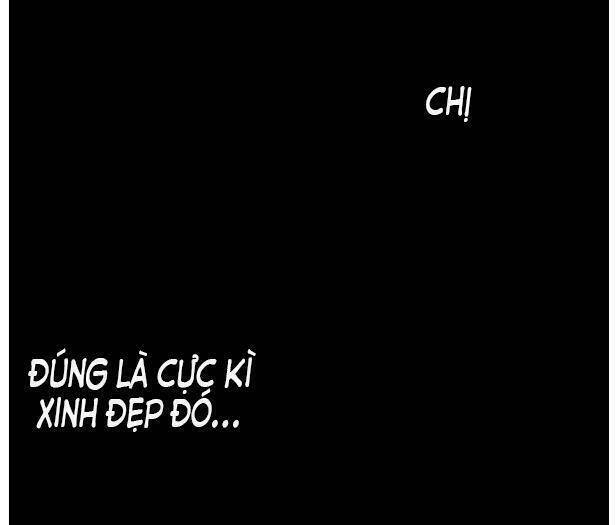 CHỊ
ĐÚNG LÀ CỰC KÌ
XINH ĐẸP ĐÓ...